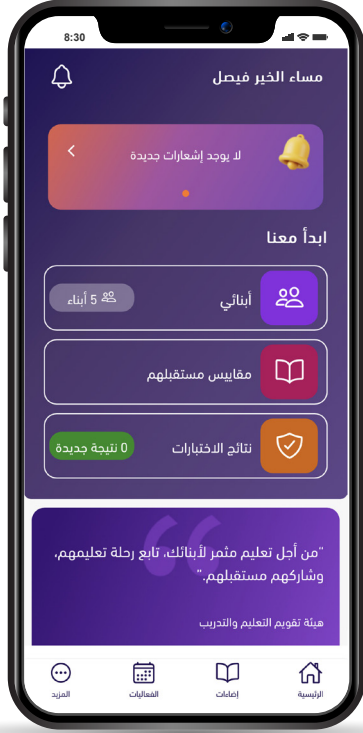 8:30
مساء الخير فيصل
لا يوجد إشعارات جديدة
ابدأ معنا
أبنائي
5 أبناء
مقاييس مستقبلهم
نتائج الاختبارات
0 نتيجة جديدة
"من أجل تعليم مثمر لأبنائك، تابع رحلة تعليمهم،
وشاركهم مستقبلهم."
هيئة تقويم التعليم والتدريب
الرئيسية
إضاءات
الفعاليات
المزيد